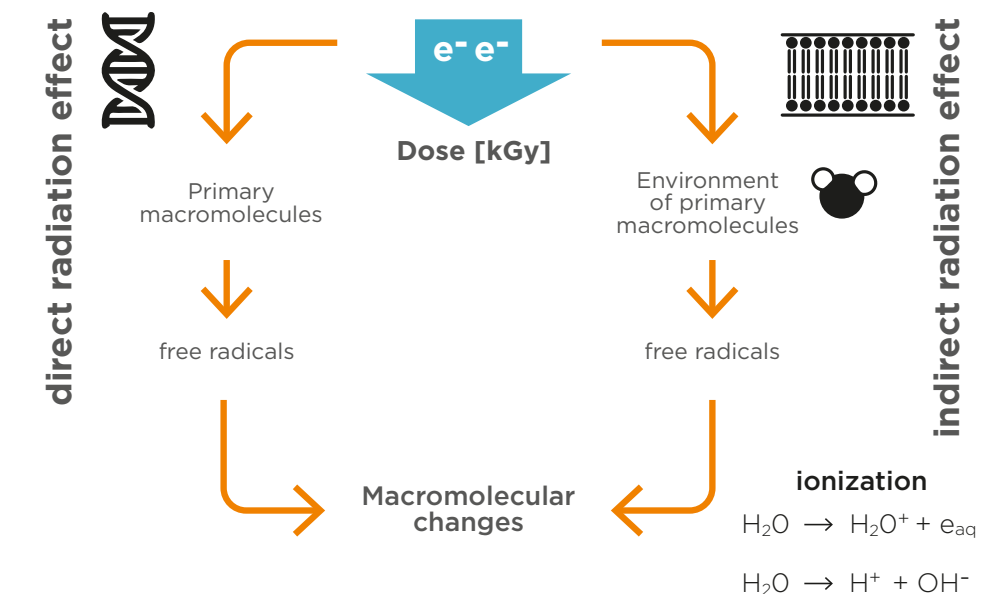 direct radiation effect
e⁻ e⁻
Dose [kGy]
Primary
macromolecules
free radicals
Environment
of primary
macromolecules
free radicals
indirect radiation effect
Macromolecular
changes
ionization
H₂O → H₂O⁺ + eₐq
H₂O → H⁺ + OH⁻